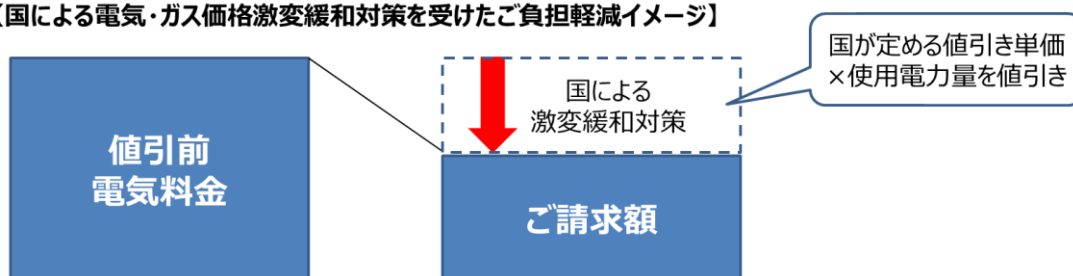 【国による電気・ガス価格激変緩和対策を受けたご負担軽減イメージ】
国が定める値引き単価
×使用電力量を値引き
国による
激変緩和対策
値引前
電気料金
ご請求額